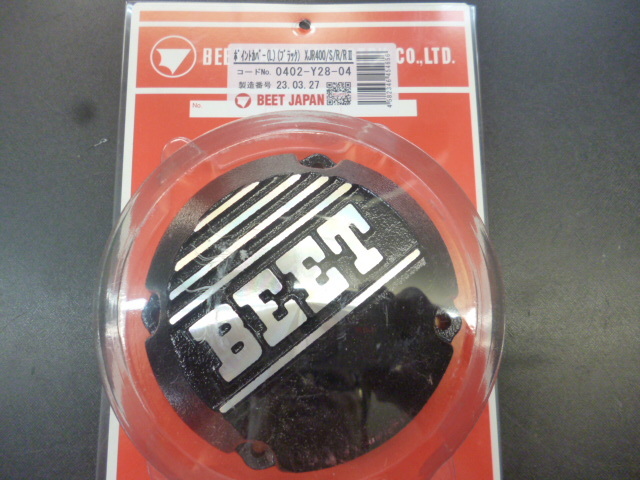 BEE CO.,LTD.
ポイントカバー(L)(ブラック) XJR400/S/R/RⅡ
コードNo. 0402-Y28-04
製造番号 23.03.27
BEET JAPAN
No.
BEET